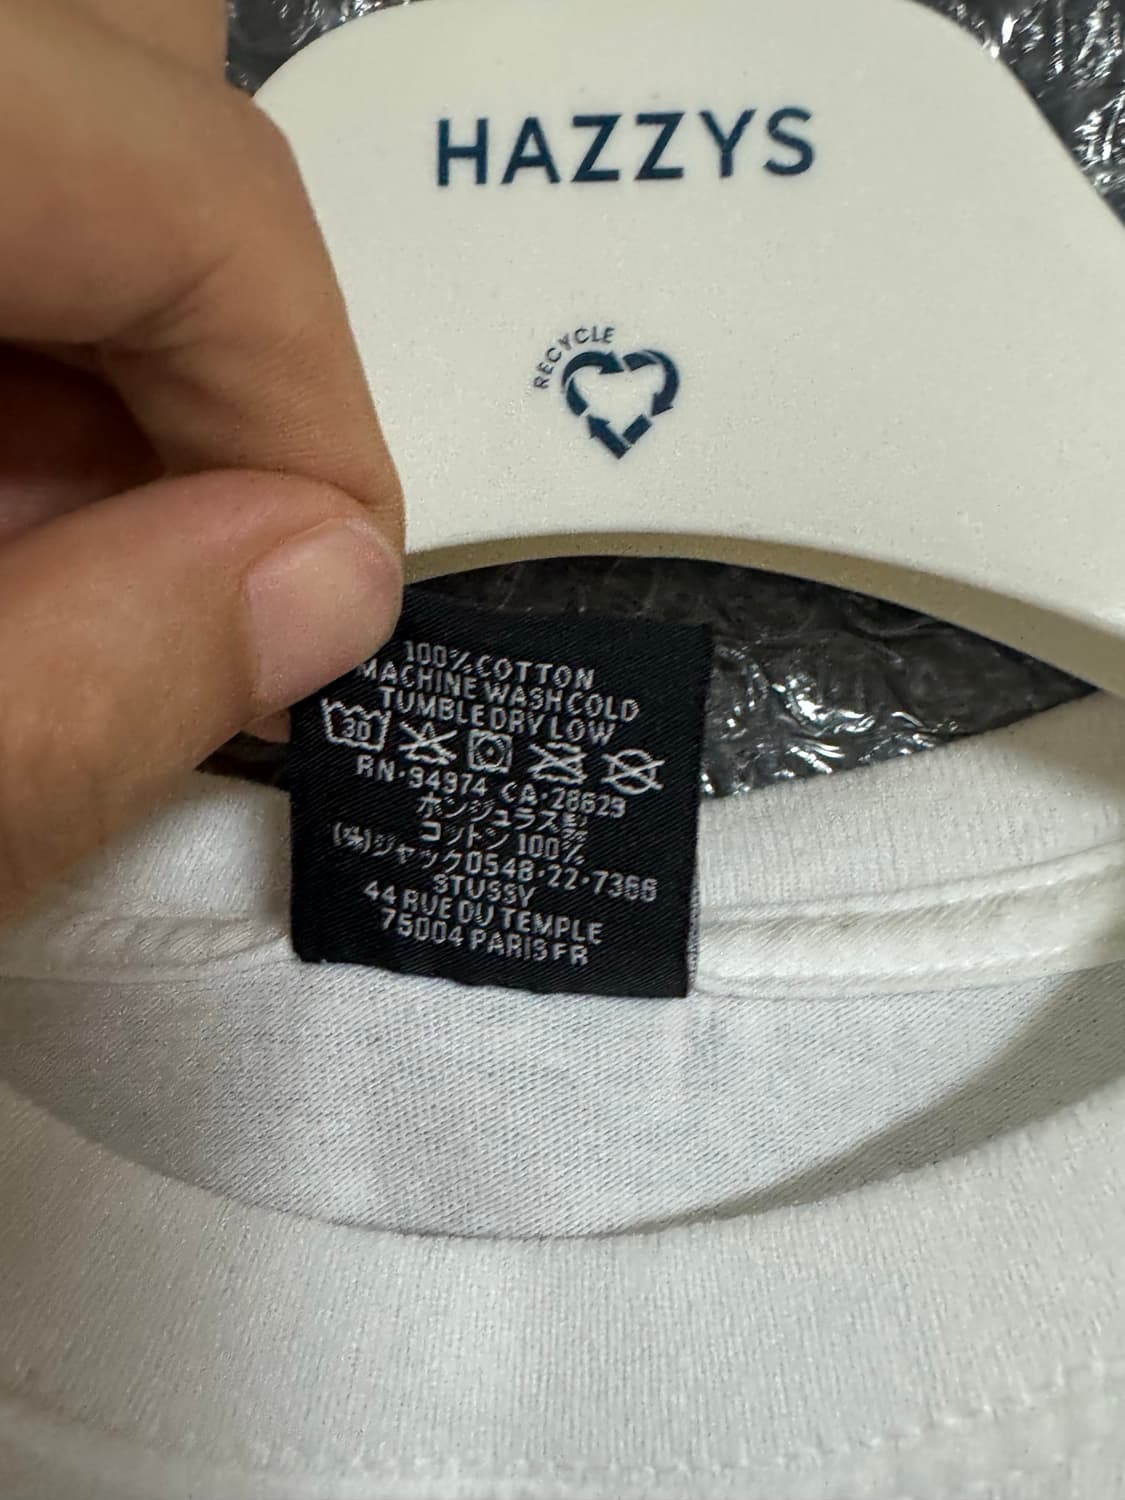 HAZZYS
RECYCLE
100% COTTON
MACHINE WASH COLD
TUMBLE DRY LOW
30
RN·94974 CA·28629
ホンジュラス製
コットン 100%
(株)ジャック0548·22·7366
STUSSY
44 RUE DU TEMPLE
75004 PARIS FR